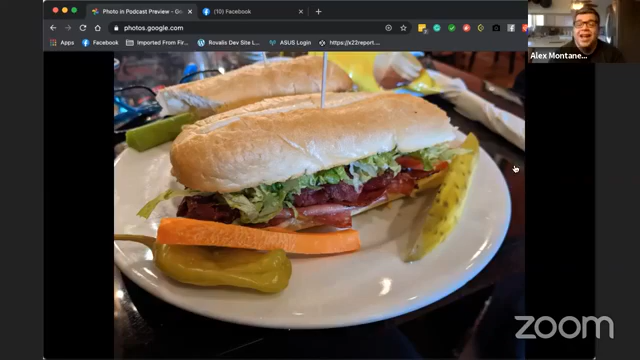 Photo in Podcast Preview - Go
(10) Facebook
photos.google.com
Apps
Facebook
Imported From Fir...
Rovalis Dev Site L...
ASUS Login
https://x22report....
Alex Montane...
zoom